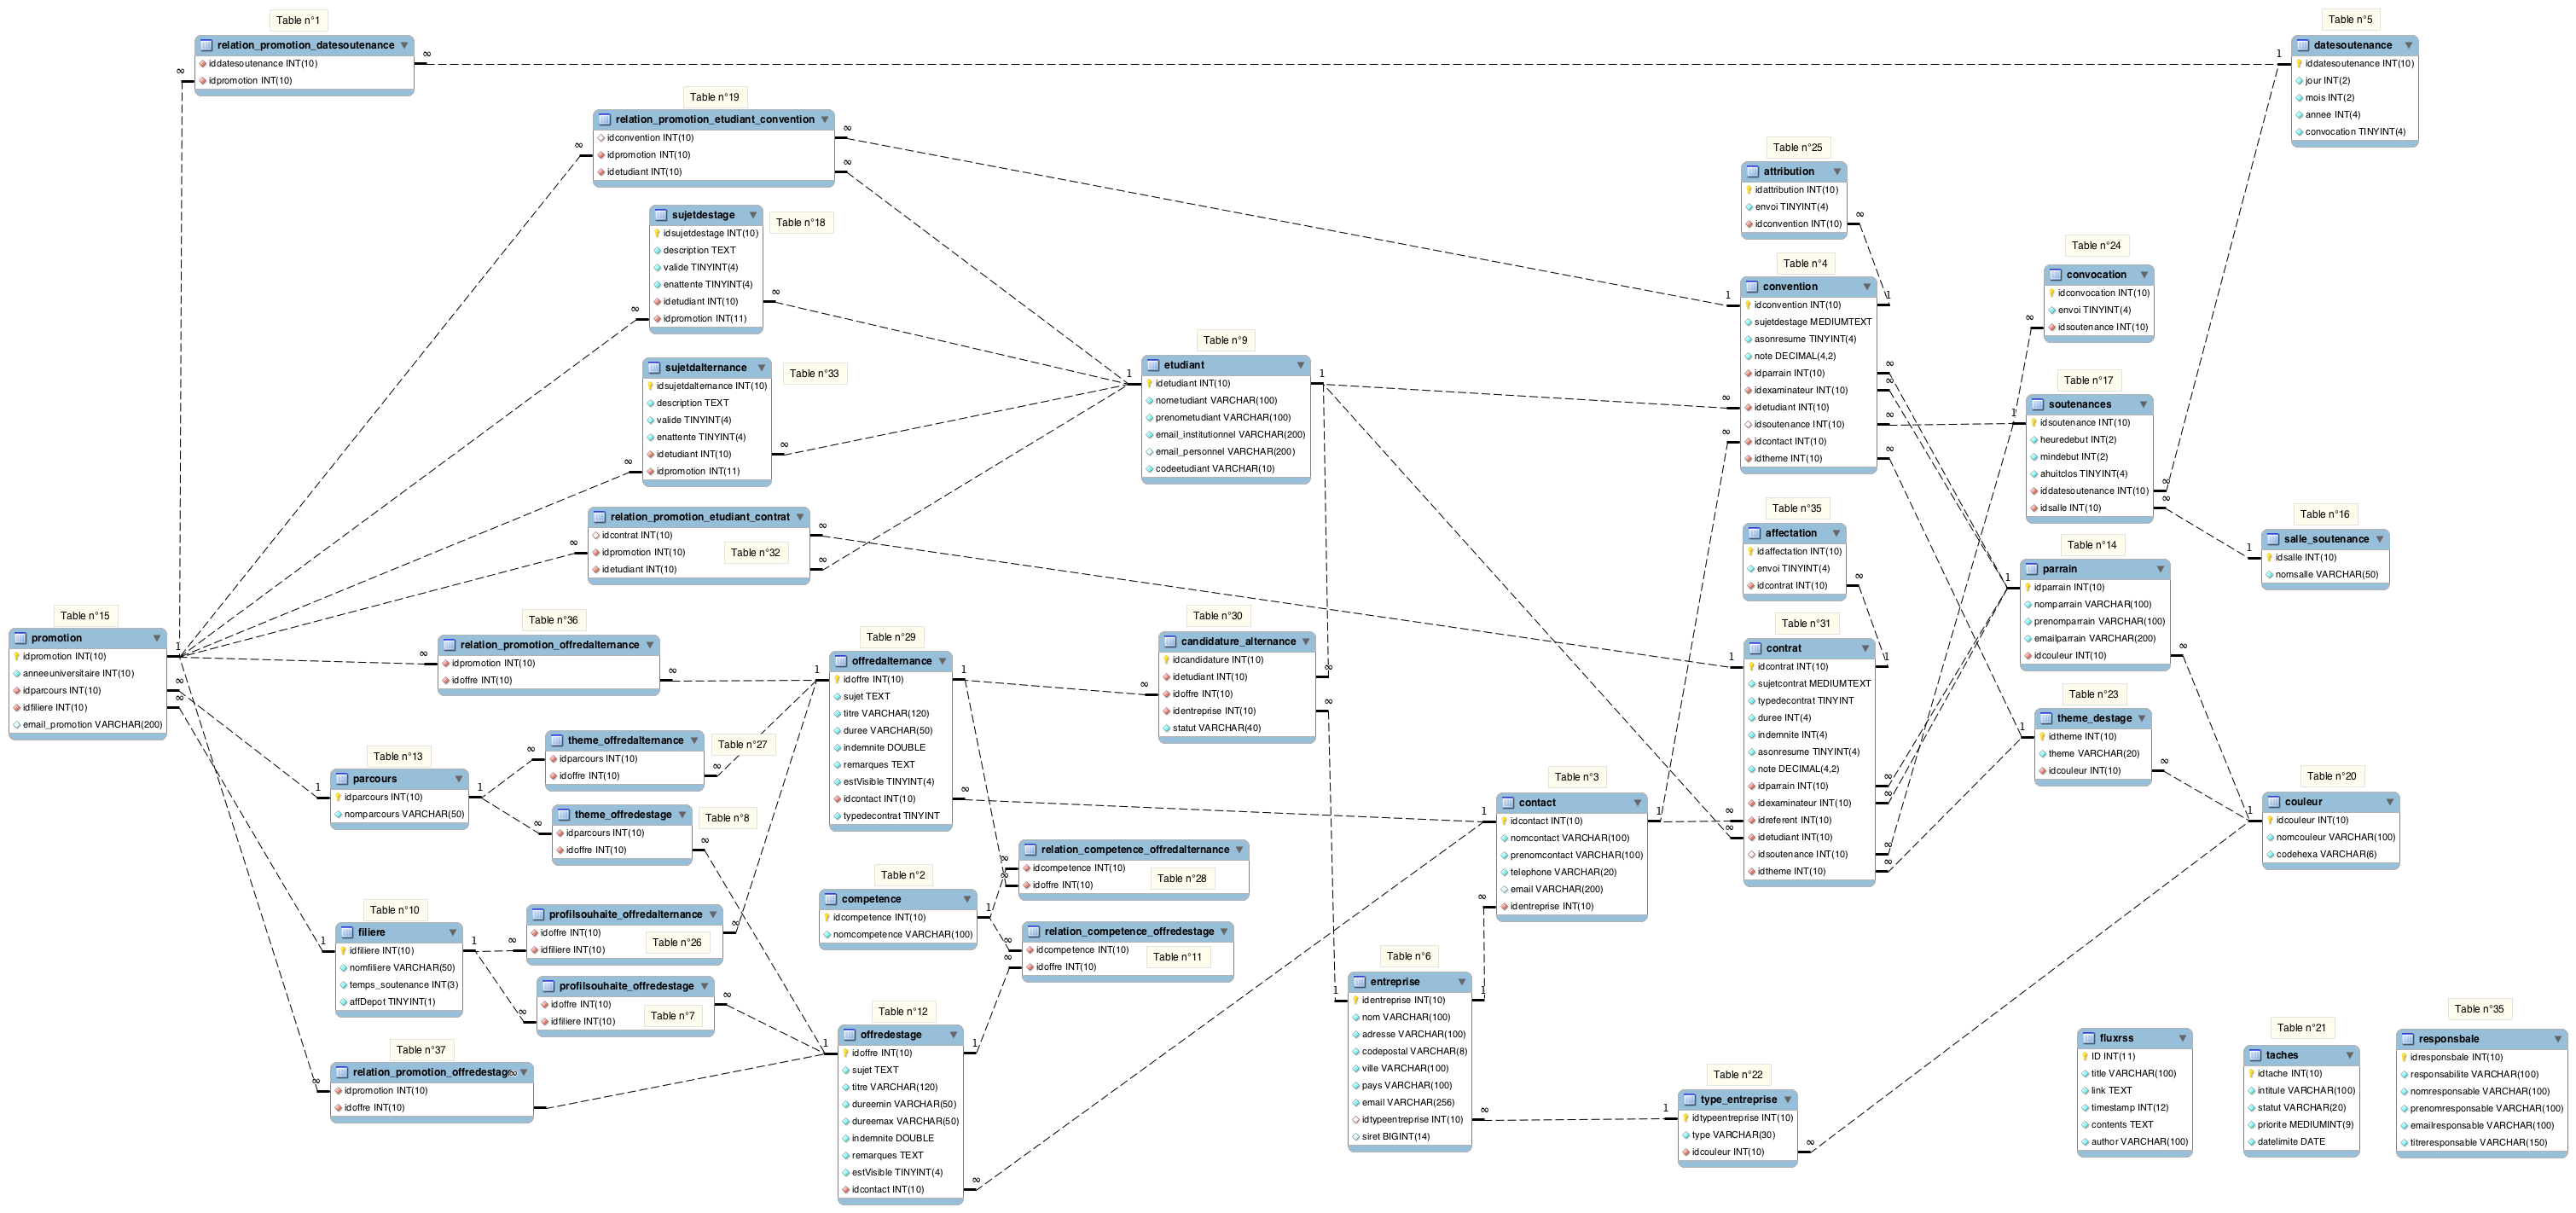 Table n°1
relation_promotion_datesoutenance
iddatesoutenance INT(10)
idpromotion INT(10)
∞
∞
Table n°5
datesoutenance
iddatesoutenance INT(10)
jour INT(2)
mois INT(2)
annee INT(4)
convocation TINYINT(4)
1
Table n°19
relation_promotion_etudiant_convention
idconvention INT(10)
idpromotion INT(10)
idetudiant INT(10)
∞
∞
∞
Table n°18
sujetdestage
idsujetdestage INT(10)
description TEXT
valide TINYINT(4)
enattente TINYINT(4)
idetudiant INT(10)
idpromotion INT(11)
∞
∞
Table n°33
sujetdalternance
idsujetdalternance INT(10)
description TEXT
valide TINYINT(4)
enattente TINYINT(4)
idetudiant INT(10)
idpromotion INT(11)
∞
∞
relation_promotion_etudiant_contrat
idcontrat INT(10)
idpromotion INT(10)
idetudiant INT(10)
Table n°32
∞
∞
∞
Table n°9
etudiant
idetudiant INT(10)
nometudiant VARCHAR(100)
prenometudiant VARCHAR(100)
email_institutionnel VARCHAR(200)
email_personnel VARCHAR(200)
codeetudiant VARCHAR(10)
1
1
Table n°25
attribution
idattribution INT(10)
envoi TINYINT(4)
idconvention INT(10)
∞
Table n°4
convention
idconvention INT(10)
sujetdestage MEDIUMTEXT
asonresume TINYINT(4)
note DECIMAL(4,2)
idparrain INT(10)
idexaminateur INT(10)
idetudiant INT(10)
idsoutenance INT(10)
idcontact INT(10)
idtheme INT(10)
1
1
∞
∞
∞
∞
∞
∞
Table n°24
convocation
idconvocation INT(10)
envoi TINYINT(4)
idsoutenance INT(10)
∞
Table n°17
soutenances
idsoutenance INT(10)
heuredebut INT(2)
mindebut INT(2)
ahuitclos TINYINT(4)
iddatesoutenance INT(10)
idsalle INT(10)
1
∞
∞
Table n°16
salle_soutenance
idsalle INT(10)
nomsalle VARCHAR(50)
1
Table n°35
affectation
idaffectation INT(10)
envoi TINYINT(4)
idcontrat INT(10)
∞
Table n°14
parrain
idparrain INT(10)
nomparrain VARCHAR(100)
prenomparrain VARCHAR(100)
emailparrain VARCHAR(200)
idcouleur INT(10)
1
∞
Table n°15
promotion
idpromotion INT(10)
anneeuniversitaire INT(10)
idparcours INT(10)
idfiliere INT(10)
email_promotion VARCHAR(200)
1
∞
∞
Table n°36
relation_promotion_offredalternance
idpromotion INT(10)
idoffre INT(10)
∞
∞
Table n°29
offredalternance
idoffre INT(10)
sujet TEXT
titre VARCHAR(120)
duree VARCHAR(50)
indemnite DOUBLE
remarques TEXT
estVisible TINYINT(4)
idcontact INT(10)
typedecontrat TINYINT
1
1
∞
Table n°30
candidature_alternance
idcandidature INT(10)
idetudiant INT(10)
idoffre INT(10)
identreprise INT(10)
statut VARCHAR(40)
∞
∞
∞
Table n°31
contrat
idcontrat INT(10)
sujetcontrat MEDIUMTEXT
typedecontrat TINYINT
duree INT(4)
indemnite INT(4)
asonresume TINYINT(4)
note DECIMAL(4,2)
idparrain INT(10)
idexaminateur INT(10)
idreferent INT(10)
idetudiant INT(10)
idsoutenance INT(10)
idtheme INT(10)
1
1
∞
∞
∞
∞
∞
∞
Table n°23
theme_destage
idtheme INT(10)
theme VARCHAR(20)
idcouleur INT(10)
1
∞
Table n°13
parcours
idparcours INT(10)
nomparcours VARCHAR(50)
1
1
theme_offredalternance
idparcours INT(10)
idoffre INT(10)
Table n°27
∞
∞
theme_offredestage
idparcours INT(10)
idoffre INT(10)
Table n°8
∞
∞
Table n°3
contact
idcontact INT(10)
nomcontact VARCHAR(100)
prenomcontact VARCHAR(100)
telephone VARCHAR(20)
email VARCHAR(200)
identreprise INT(10)
1
1
∞
Table n°20
couleur
idcouleur INT(10)
nomcouleur VARCHAR(100)
codehexa VARCHAR(6)
1
relation_competence_offredalternance
idcompetence INT(10)
idoffre INT(10)
Table n°28
∞
∞
Table n°2
competence
idcompetence INT(10)
nomcompetence VARCHAR(100)
1
relation_competence_offredestage
idcompetence INT(10)
idoffre INT(10)
Table n°11
∞
∞
Table n°10
filiere
idfiliere INT(10)
nomfiliere VARCHAR(50)
temps_soutenance INT(3)
affDepot TINYINT(1)
1
1
profilsouhaite_offredalternance
idoffre INT(10)
idfiliere INT(10)
Table n°26
∞
∞
profilsouhaite_offredestage
idoffre INT(10)
idfiliere INT(10)
Table n°7
∞
∞
Table n°37
relation_promotion_offredestage
idpromotion INT(10)
idoffre INT(10)
∞
∞
Table n°12
offredestage
idoffre INT(10)
sujet TEXT
titre VARCHAR(120)
dureemin VARCHAR(50)
dureemax VARCHAR(50)
indemnite DOUBLE
remarques TEXT
estVisible TINYINT(4)
idcontact INT(10)
1
1
∞
Table n°6
entreprise
identreprise INT(10)
nom VARCHAR(100)
adresse VARCHAR(100)
codepostal VARCHAR(8)
ville VARCHAR(100)
pays VARCHAR(100)
email VARCHAR(256)
idtypeentreprise INT(10)
siret BIGINT(14)
1
1
∞
Table n°22
type_entreprise
idtypeentreprise INT(10)
type VARCHAR(30)
idcouleur INT(10)
1
∞
fluxrss
ID INT(11)
title VARCHAR(100)
link TEXT
timestamp INT(12)
contents TEXT
author VARCHAR(100)
Table n°21
taches
idtache INT(10)
intitule VARCHAR(100)
statut VARCHAR(20)
priorite MEDIUMINT(9)
datelimite DATE
Table n°35
responsbale
idresponsbale INT(10)
responsabilite VARCHAR(100)
nomresponsable VARCHAR(100)
prenomresponsable VARCHAR(100)
emailresponsable VARCHAR(100)
titreresponsable VARCHAR(150)